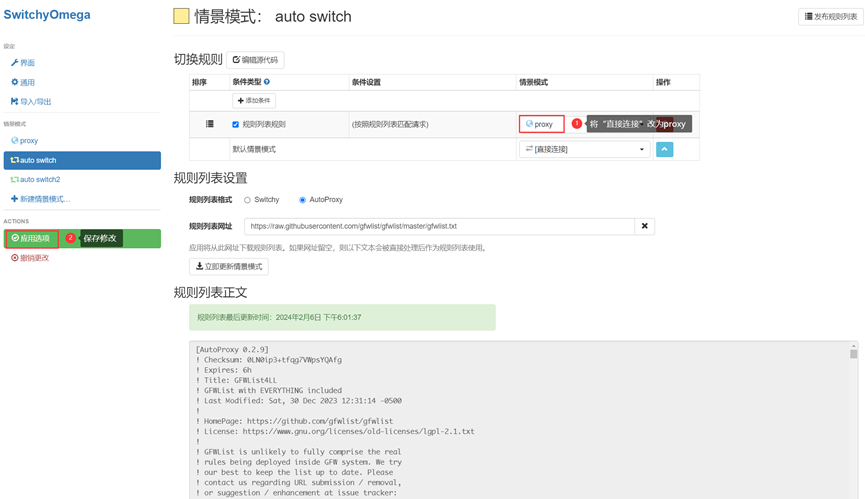 SwitchyOmega
设定
界面
通用
导入/导出
情景模式
proxy
auto switch
auto switch2
新建情景模式…
ACTIONS
应用选项
2
保存修改
撤销更改
情景模式： auto switch
发布规则列表
切换规则
编辑源代码
排序 条件类型 条件设置 情景模式 操作
添加条件
规则列表规则 (按照规则列表匹配请求) proxy 1 将“直接连接”改为proxy
默认情景模式 [直接连接]
规则列表设置
规则列表格式 Switchy AutoProxy
规则列表网址 https://raw.githubusercontent.com/gfwlist/gfwlist/master/gfwlist.txt
应用将从此网址下载规则列表。如果网址留空，则以下文本会被直接处理后作为规则列表使用。
立即更新情景模式
规则列表正文
规则列表最后更新时间：2024年2月6日 下午6:01:37
[AutoProxy 0.2.9]
! Checksum: 0LN0ip3+tfqg7VWpsYQAfg
! Expires: 6h
! Title: GFWList4LL
! GFWList with EVERYTHING included
! Last Modified: Sat, 30 Dec 2023 12:31:14 -0500
!
! HomePage: https://github.com/gfwlist/gfwlist
! License: https://www.gnu.org/licenses/old-licenses/lgpl-2.1.txt
!
! GFWList is unlikely to fully comprise the real
! rules being deployed inside GFW system. We try
! our best to keep the list up to date. Please
! contact us regarding URL submission / removal,
! or suggestion / enhancement at issue tracker: